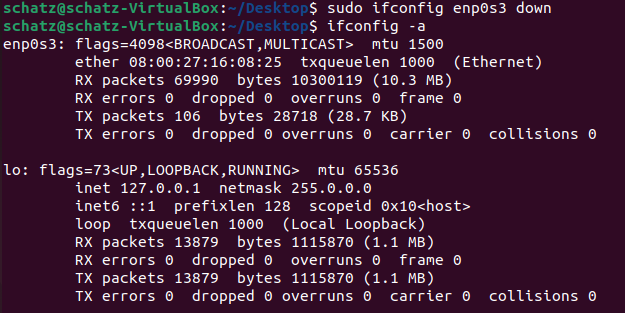 schatz@schatz-VirtualBox:~/Desktop$ sudo ifconfig enp0s3 down
schatz@schatz-VirtualBox:~/Desktop$ ifconfig -a
enp0s3: flags=4098<BROADCAST,MULTICAST>  mtu 1500
        ether 08:00:27:16:08:25  txqueuelen 1000  (Ethernet)
        RX packets 69990  bytes 10300119 (10.3 MB)
        RX errors 0  dropped 0  overruns 0  frame 0
        TX packets 106  bytes 28718 (28.7 KB)
        TX errors 0  dropped 0 overruns 0  carrier 0  collisions 0

lo: flags=73<UP,LOOPBACK,RUNNING>  mtu 65536
        inet 127.0.0.1  netmask 255.0.0.0
        inet6 ::1  prefixlen 128  scopeid 0x10<host>
        loop  txqueuelen 1000  (Local Loopback)
        RX packets 13879  bytes 1115870 (1.1 MB)
        RX errors 0  dropped 0  overruns 0  frame 0
        TX packets 13879  bytes 1115870 (1.1 MB)
        TX errors 0  dropped 0 overruns 0  carrier 0  collisions 0